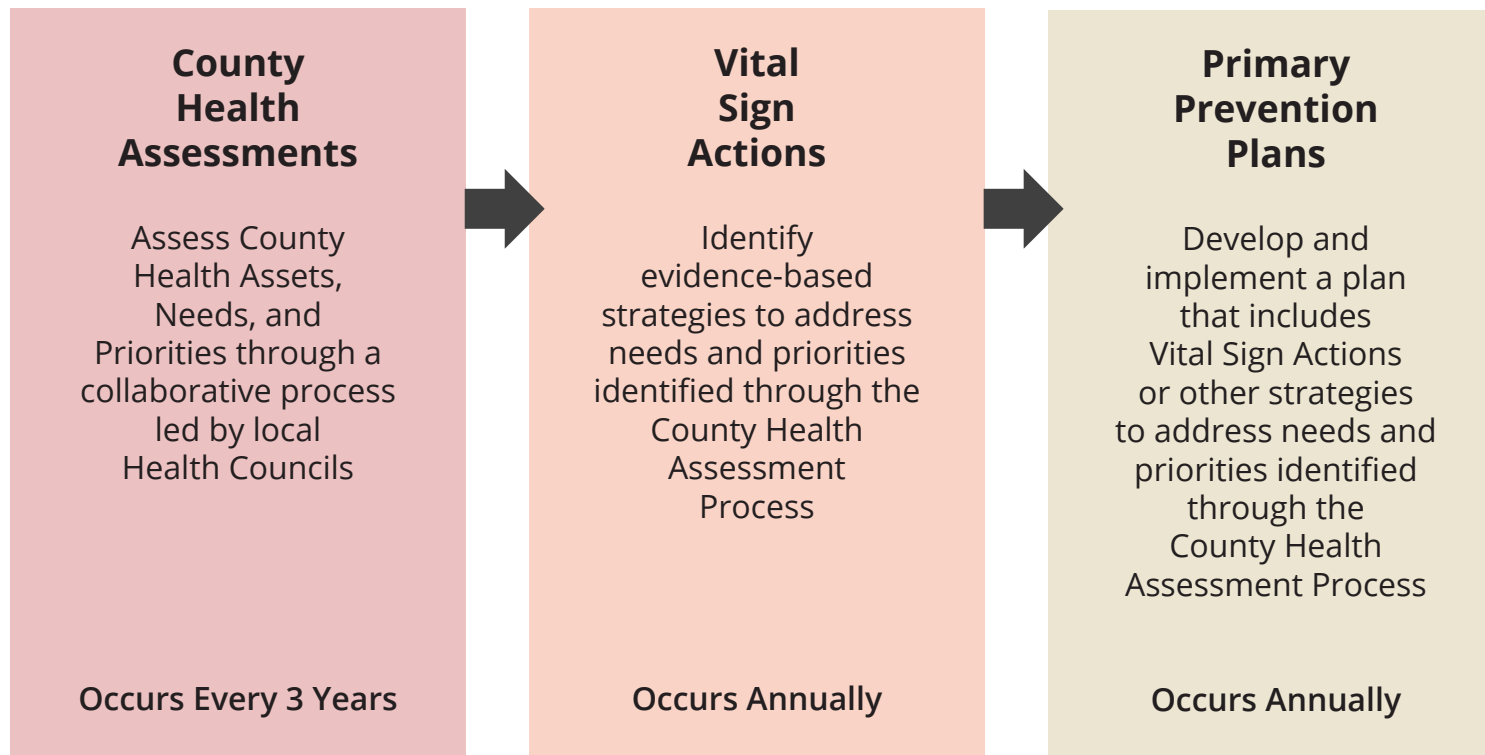 County
Health
Assessments
Assess County
Health Assets,
Needs, and
Priorities through a
collaborative process
led by local
Health Councils
Occurs Every 3 Years
Vital
Sign
Actions
Identify
evidence-based
strategies to address
needs and priorities
identified through the
County Health
Assessment
Process
Occurs Annually
Primary
Prevention
Plans
Develop and
implement a plan
that includes
Vital Sign Actions
or other strategies
to address needs and
priorities identified
through the
County Health
Assessment Process
Occurs Annually